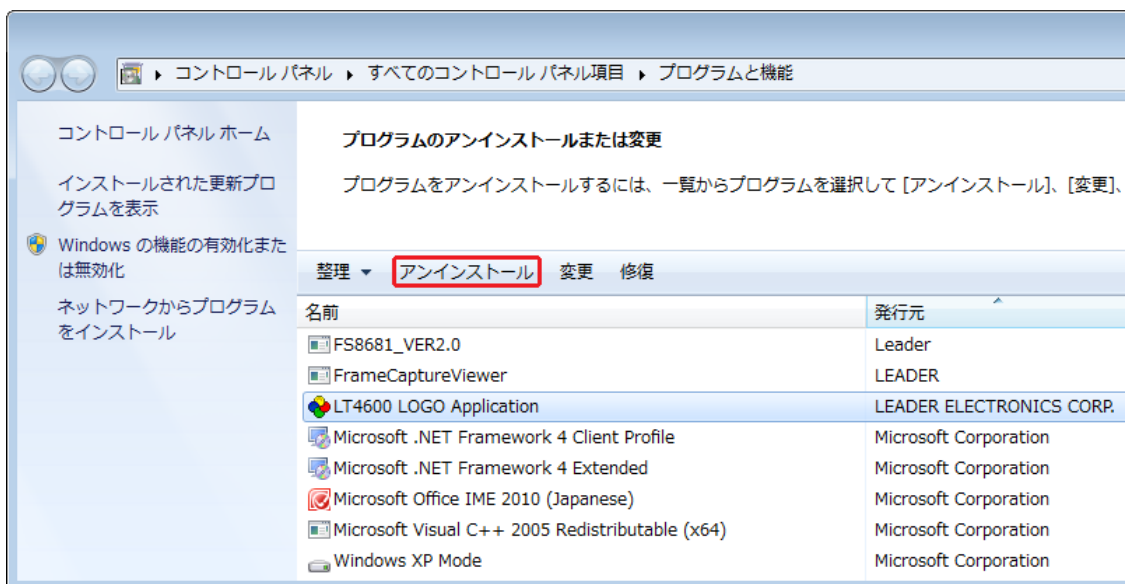 コントロール パネル ▸ すべてのコントロール パネル項目 ▸ プログラムと機能
コントロール パネル ホーム
インストールされた更新プロ
グラムを表示
Windows の機能の有効化また
は無効化
ネットワークからプログラム
をインストール
プログラムのアンインストールまたは変更
プログラムをアンインストールするには、一覧からプログラムを選択して [アンインストール]、[変更]、
整理 アンインストール 変更 修復
名前 発行元
FS8681_VER2.0 Leader
FrameCaptureViewer LEADER
LT4600 LOGO Application LEADER ELECTRONICS CORP.
Microsoft .NET Framework 4 Client Profile Microsoft Corporation
Microsoft .NET Framework 4 Extended Microsoft Corporation
Microsoft Office IME 2010 (Japanese) Microsoft Corporation
Microsoft Visual C++ 2005 Redistributable (x64) Microsoft Corporation
Windows XP Mode Microsoft Corporation